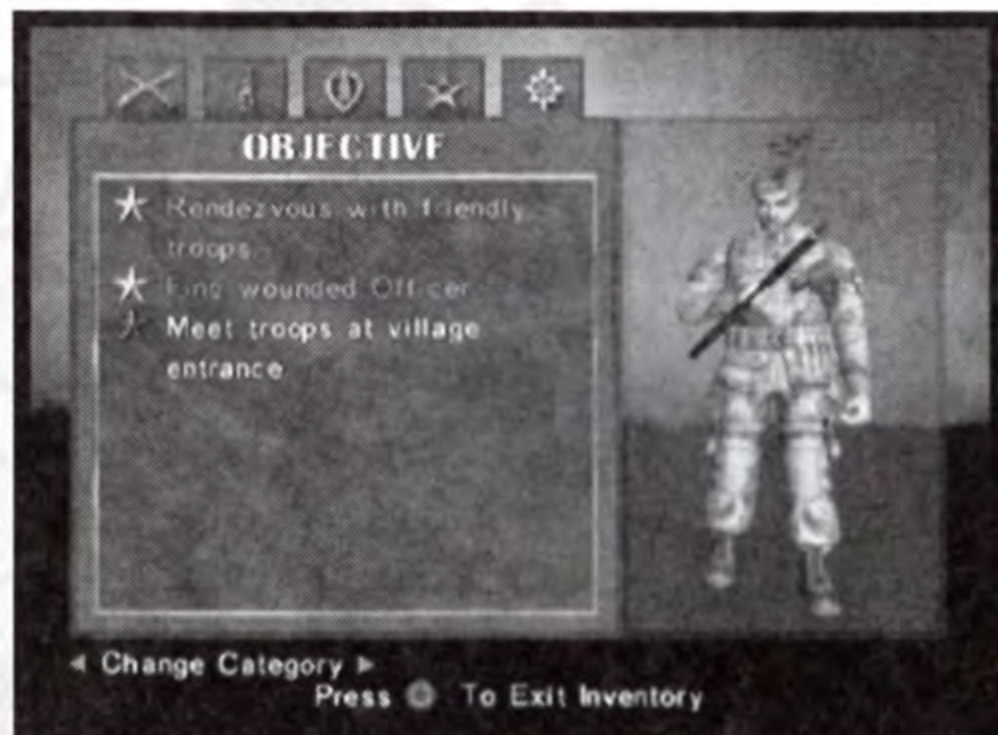 OBJECTIVE
Rendezvous with friendly
troops
Find wounded Officer
Meet troops at village
entrance
Change Category
Press To Exit Inventory